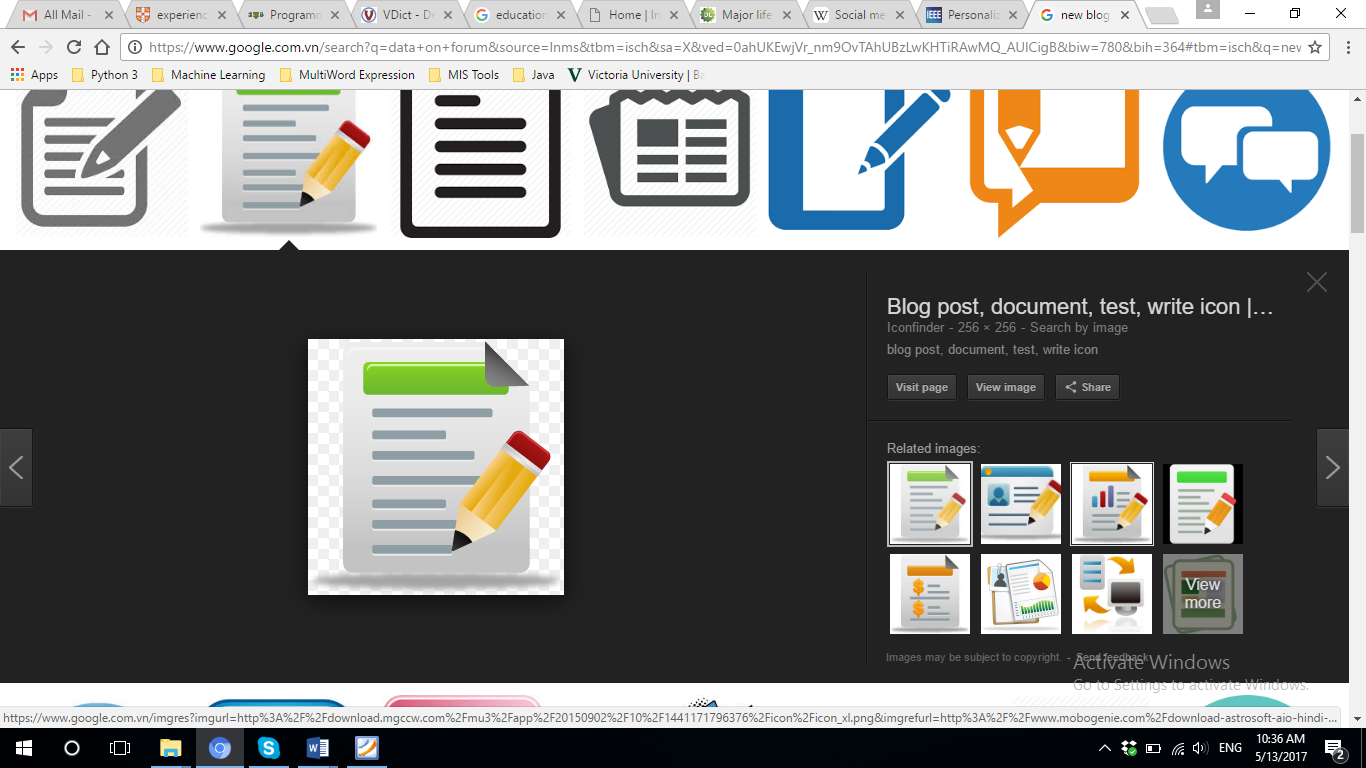 All Mail -
experienc
Programm
VDict - De
education
Home | In
Major life
Social me
Personaliz
new blog
https://www.google.com.vn/search?q=data+on+forum&source=lnms&tbm=isch&sa=X&ved=0ahUKEwjVr_nm9OvTAhUBzLwKHTiRAwMQ_AUICigB&biw=780&bih=364#tbm=isch&q=new
Apps
Python 3
Machine Learning
MultiWord Expression
MIS Tools
Java
Victoria University | Ba
Blog post, document, test, write icon |…
Iconfinder - 256 × 256 - Search by image
blog post, document, test, write icon
Visit page
View image
Share
Related images:
View
more
Images may be subject to copyright. - Send feedback
Activate Windows
Go to Settings to activate Windows.
https://www.google.com.vn/imgres?imgurl=http%3A%2F%2Fdownload.mgccw.com%2Fmu3%2Fapp%2F20150902%2F10%2F1441171796376%2Ficon%2Ficon_xl.png&imgrefurl=http%3A%2F%2Fwww.mobogenie.com%2Fdownload-astrosoft-aio-hindi-...
ENG
10:36 AM
5/13/2017
2